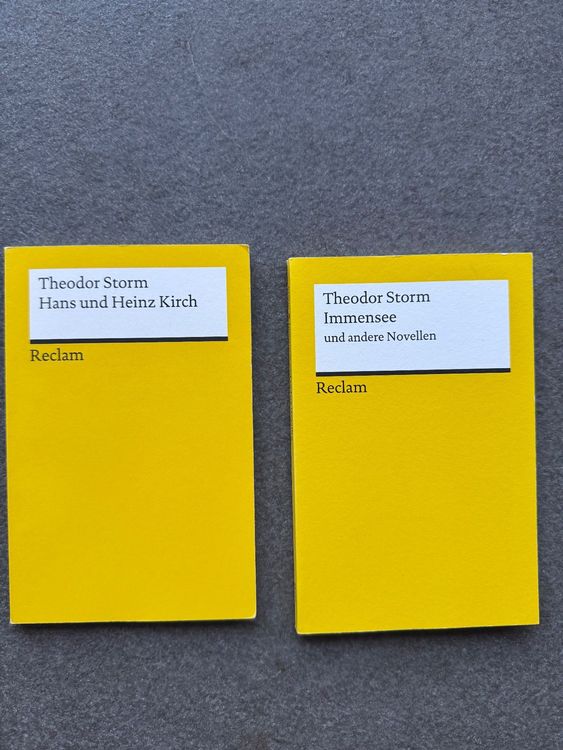 Theodor Storm
Hans und Heinz Kirch
Reclam
Theodor Storm
Immensee
und andere Novellen
Reclam